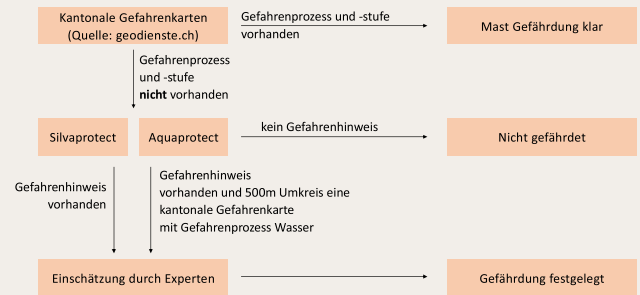 Kantonale Gefahrenkarten
(Quelle: geodienste.ch)
Gefahrenprozess und -stufe
vorhanden
Mast Gefährdung klar
Gefahrenprozess
und -stufe
nicht vorhanden
Silvaprotect
Aquaprotect
kein Gefahrenhinweis
Nicht gefährdet
Gefahrenhinweis
vorhanden
Gefahrenhinweis
vorhanden und 500m Umkreis eine
kantonale Gefahrenkarte
mit Gefahrenprozess Wasser
Einschätzung durch Experten
Gefährdung festgelegt